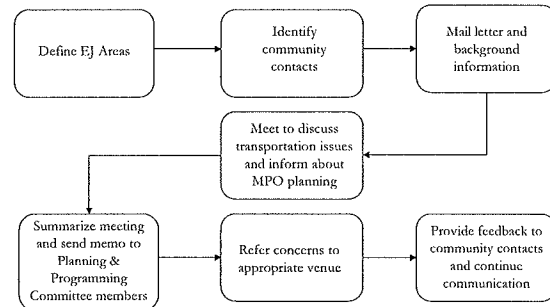 Define EJ Areas
Identify
community
contacts
Mail letter and
background
information
Meet to discuss
transportation issues
and inform about
MPO planning
Summarize meeting
and send memo to
Planning &
Programming
Committee members
Refer concerns to
appropriate venue
Provide feedback to
community contacts
and continue
communication